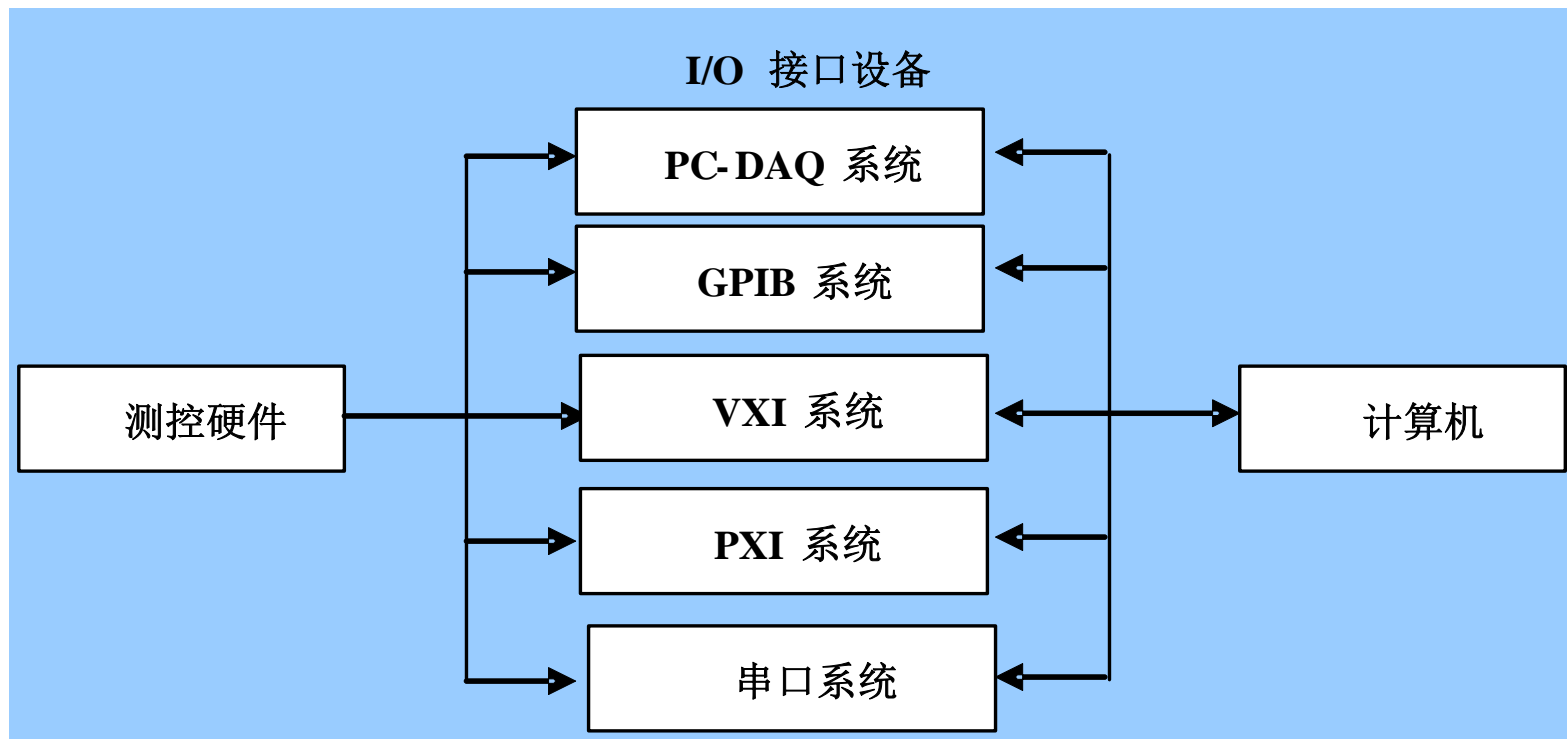 I/O 接口设备
PC-DAQ 系统
GPIB 系统
VXI 系统
测控硬件
计算机
PXI 系统
串口系统